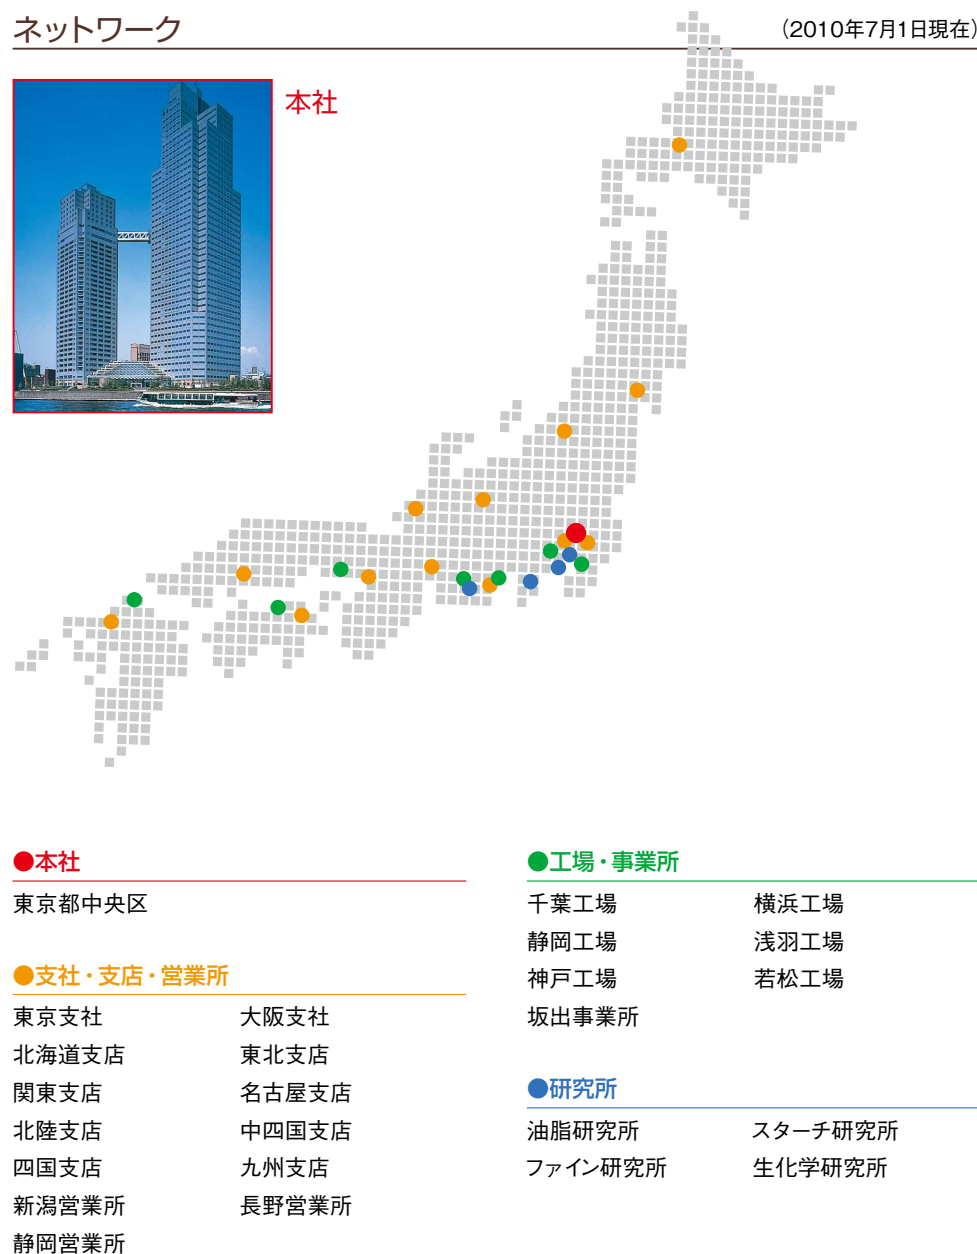 ネットワーク
（2010年7月1日現在）
本社
●本社
東京都中央区
●支社・支店・営業所
東京支社 大阪支社
北海道支店 東北支店
関東支店 名古屋支店
北陸支店 中四国支店
四国支店 九州支店
新潟営業所 長野営業所
静岡営業所
●工場・事業所
千葉工場 横浜工場
静岡工場 浅羽工場
神戸工場 若松工場
坂出事業所
●研究所
油脂研究所 スターチ研究所
ファイン研究所 生化学研究所